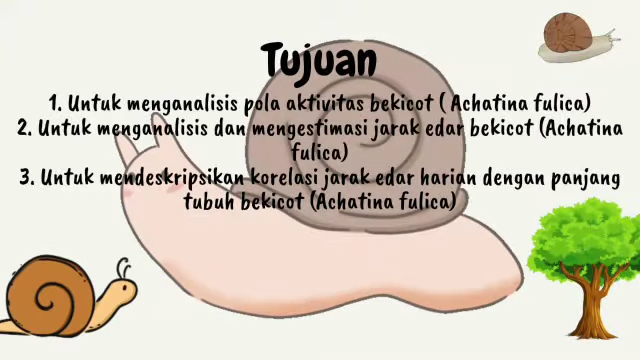 Tujuan
1. Untuk menganalisis pola aktivitas bekicot ( Achatina fulica)
2. Untuk menganalisis dan mengestimasi jarak edar bekicot (Achatina
fulica)
3. Untuk mendeskripsikan korelasi jarak edar harian dengan panjang
tubuh bekicot (Achatina fulica)